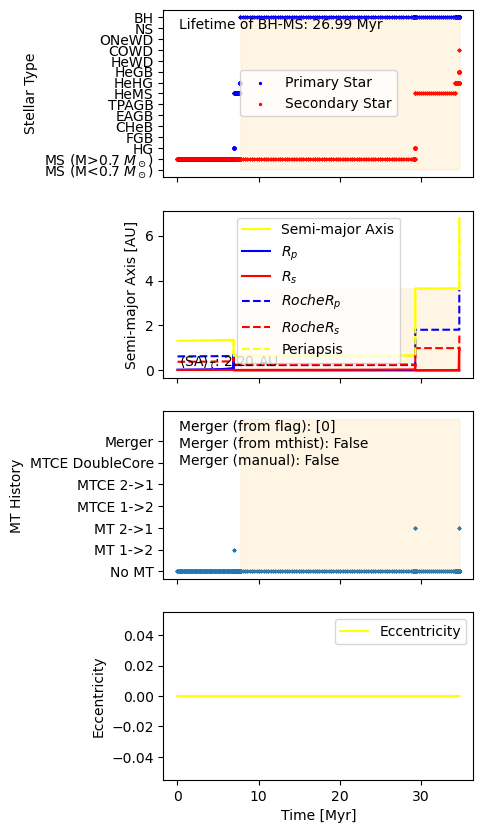 Stellar Type
BH
NS
ONeWD
COWD
HeWD
HeGB
HeHG
HeMS
TPAGB
EAGB
CHeB
FGB
HG
MS (M>0.7 M⊙)
MS (M<0.7 M⊙)
Lifetime of BH-MS: 26.99 Myr
Primary Star
Secondary Star
Semi-major Axis [AU]
6
4
2
0
Semi-major Axis
Rp
Rs
RocheRp
RocheRs
Periapsis
2.20 AU
MT History
Merger
MTCE DoubleCore
MTCE 2->1
MTCE 1->2
MT 2->1
MT 1->2
No MT
Merger (from flag): [0]
Merger (from mthist): False
Merger (manual): False
Eccentricity
0.04
0.02
0.00
−0.02
−0.04
Eccentricity
0 10 20 30
Time [Myr]